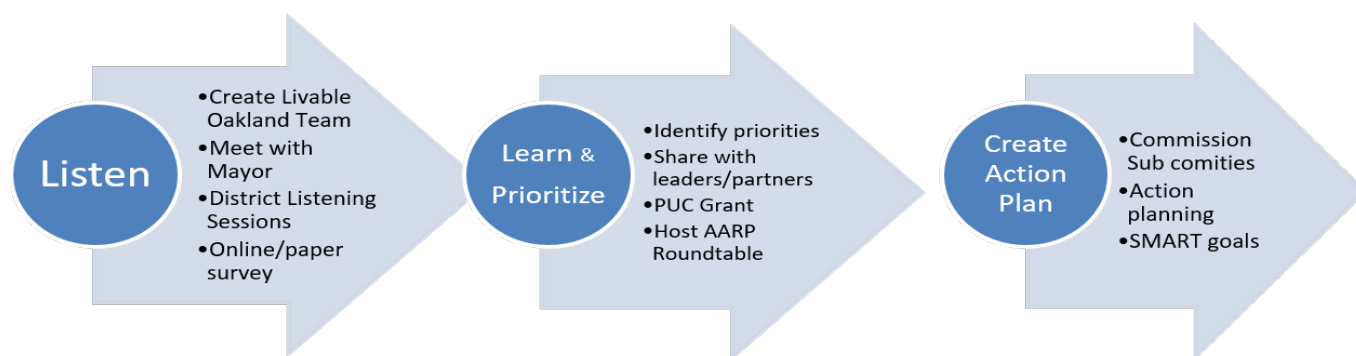 Listen
•Create Livable
Oakland Team
•Meet with
Mayor
•District Listening
Sessions
•Online/paper
survey
Learn &
Prioritize
•Identify priorities
•Share with
leaders/partners
•PUC Grant
•Host AARP
Roundtable
Create
Action
Plan
•Commission
Sub comities
•Action
planning
•SMART goals